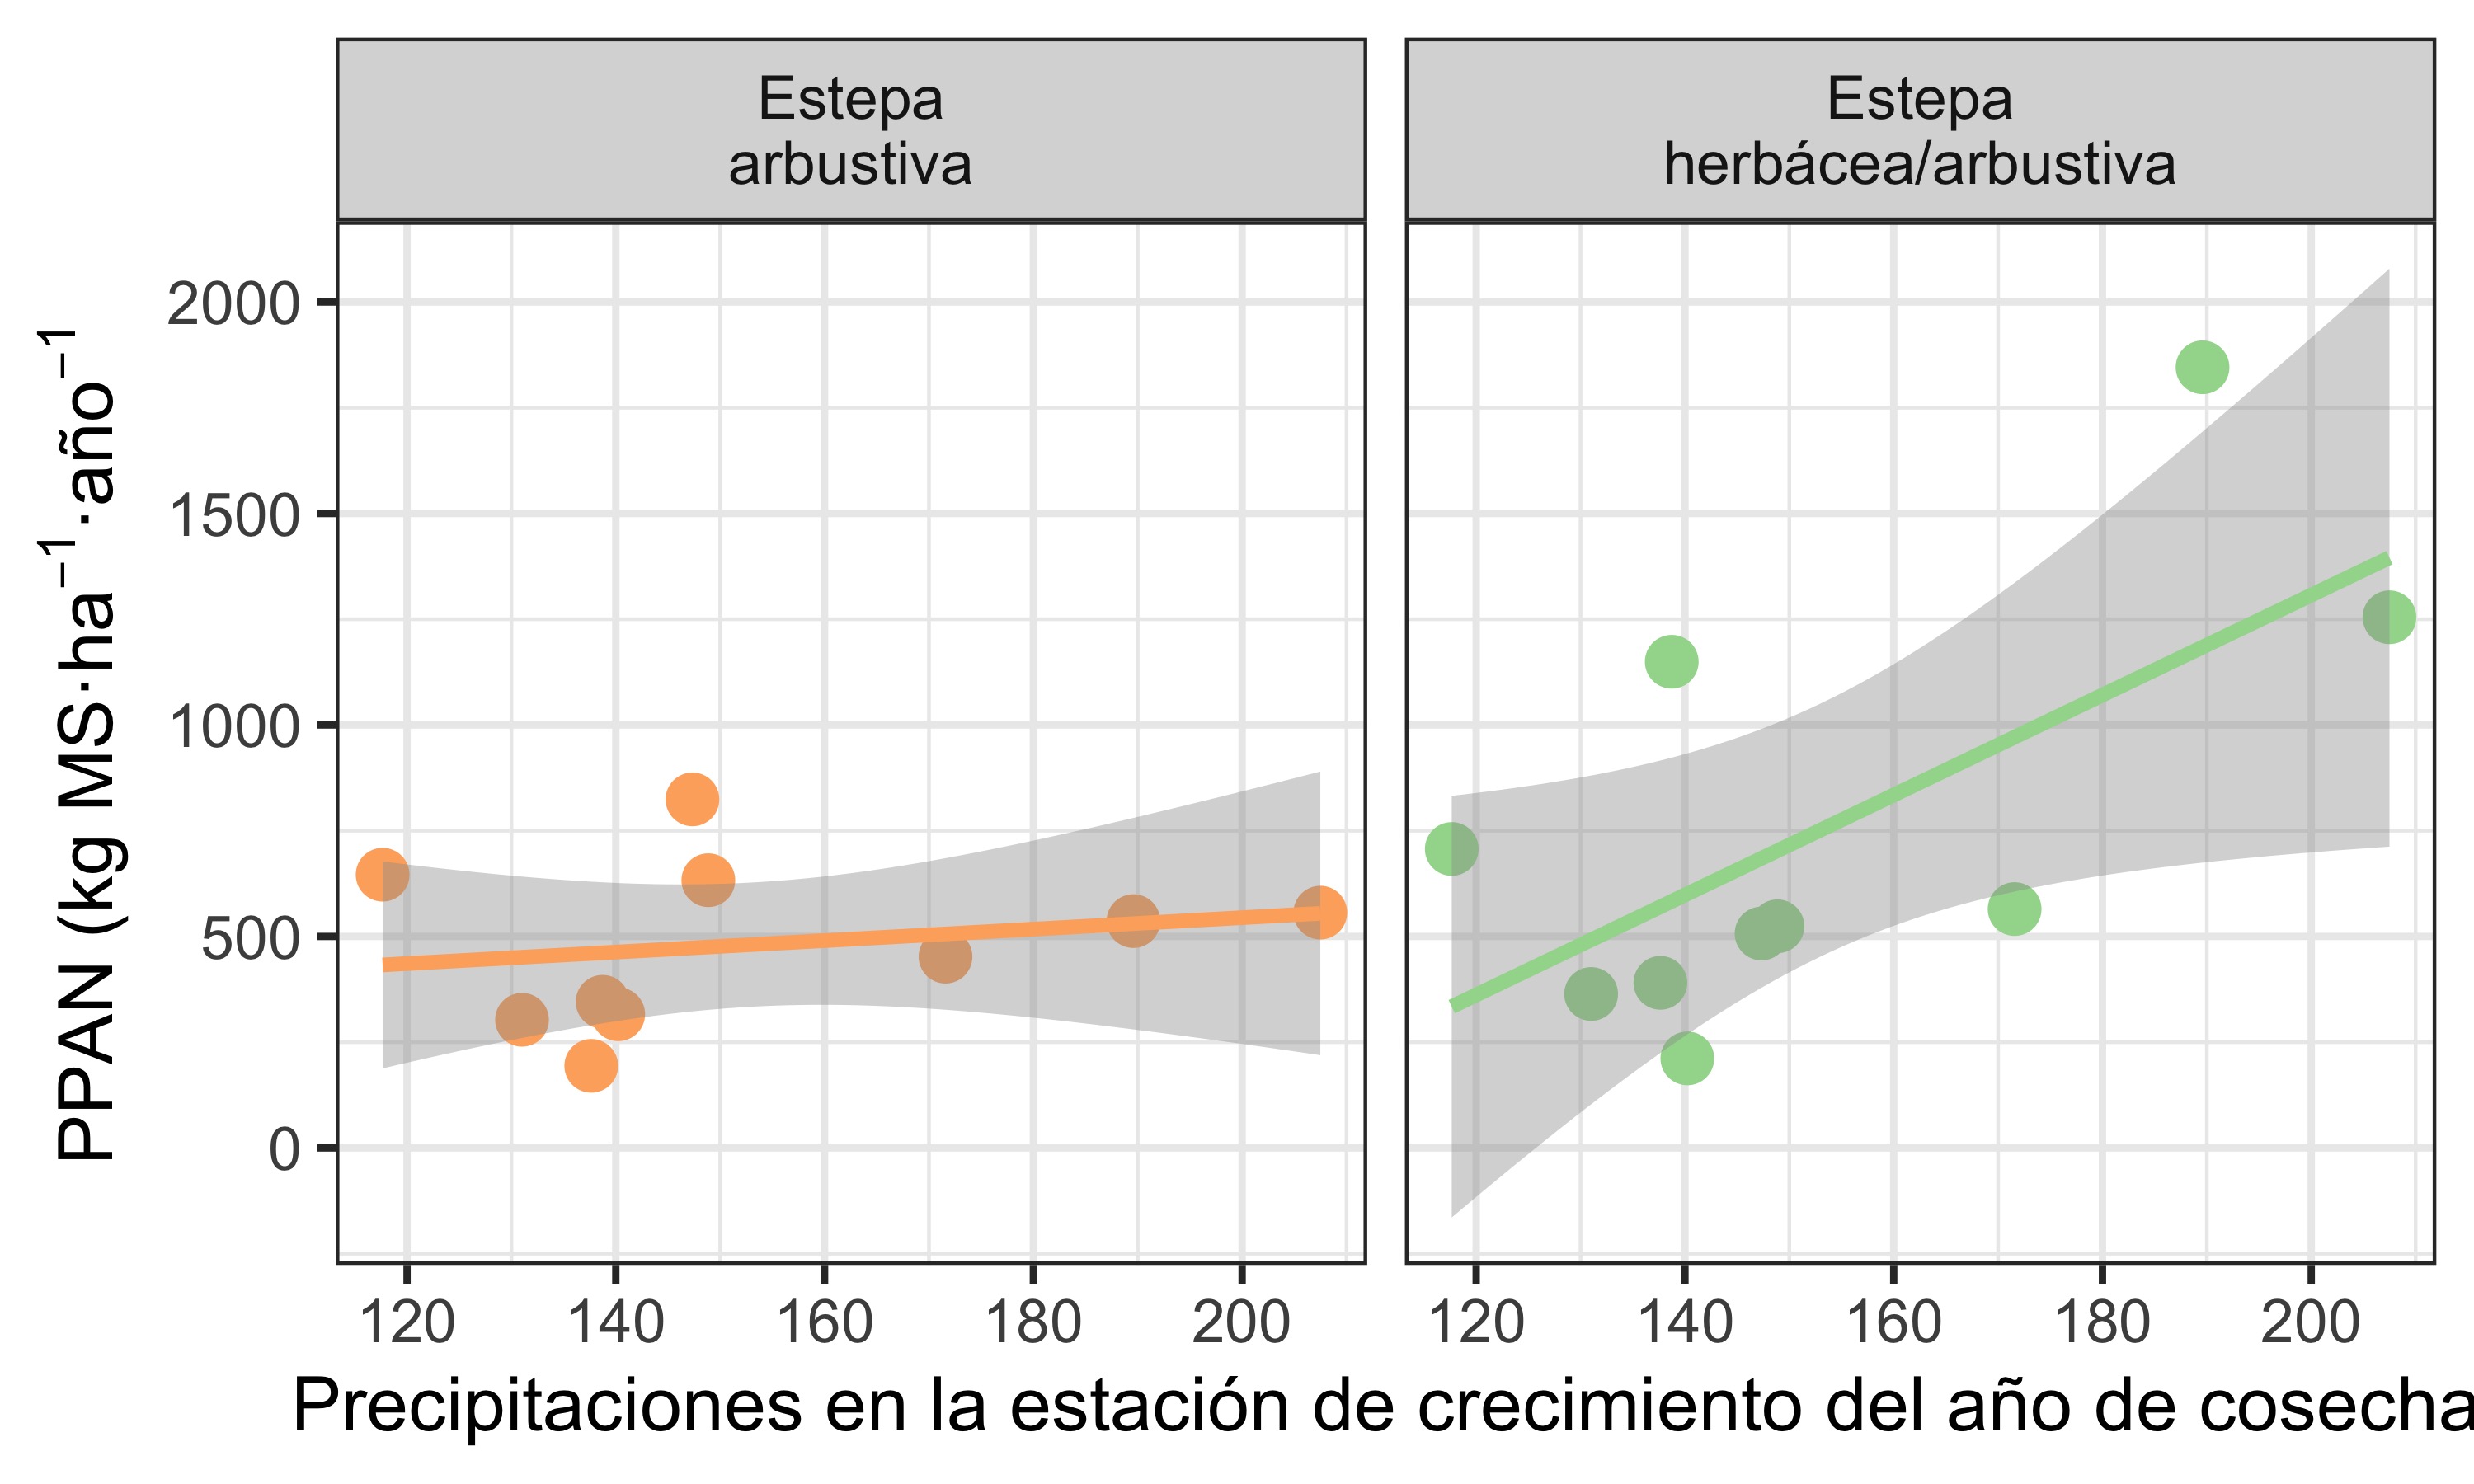 Estepa
arbustiva
Estepa
herbácea/arbustiva
PPAN (kg MS·ha⁻¹·año⁻¹
2000
1500
1000
500
0
120 140 160 180 200
120 140 160 180 200
Precipitaciones en la estación de crecimiento del año de cosecha